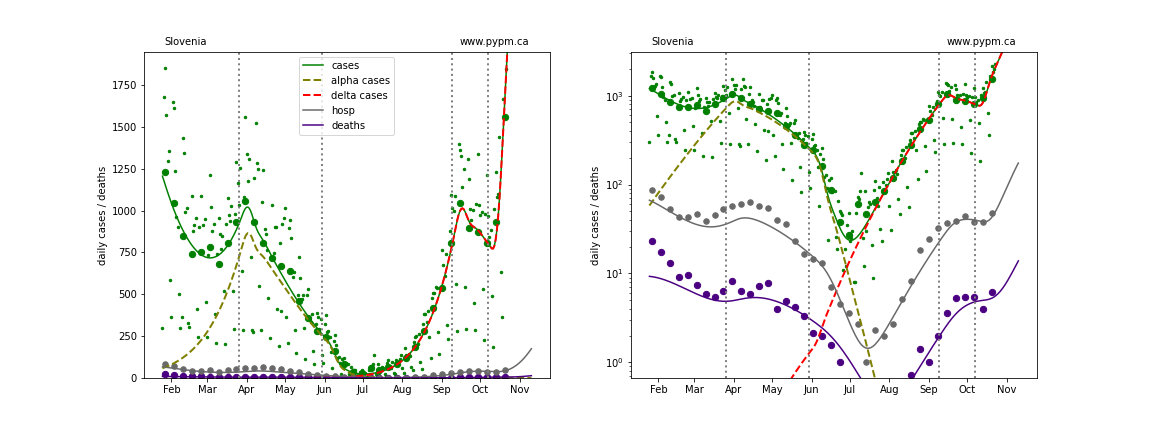 Slovenia
www.pypm.ca
cases
alpha cases
delta cases
hosp
deaths
daily cases / deaths
1750
1500
1250
1000
750
500
250
0
Feb Mar Apr May Jun Jul Aug Sep Oct Nov
Slovenia
www.pypm.ca
daily cases / deaths
10³
10²
10¹
10⁰
Feb Mar Apr May Jun Jul Aug Sep Oct Nov